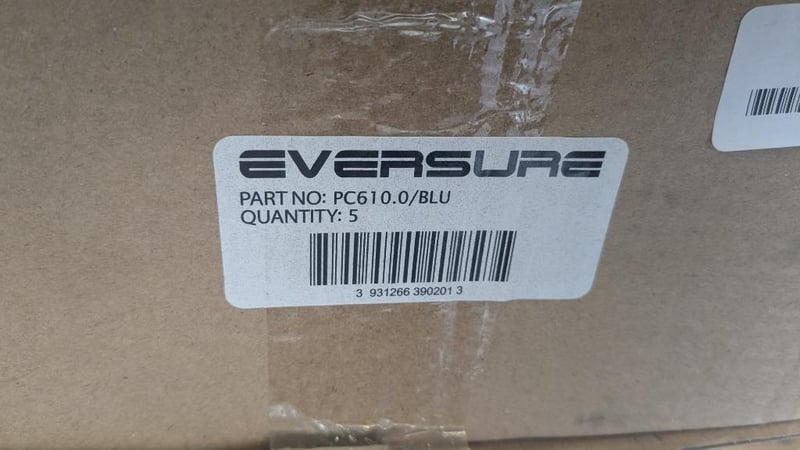 EVERSURE
PART NO: PC610.0/BLU
QUANTITY: 5
3 931266 390201 3